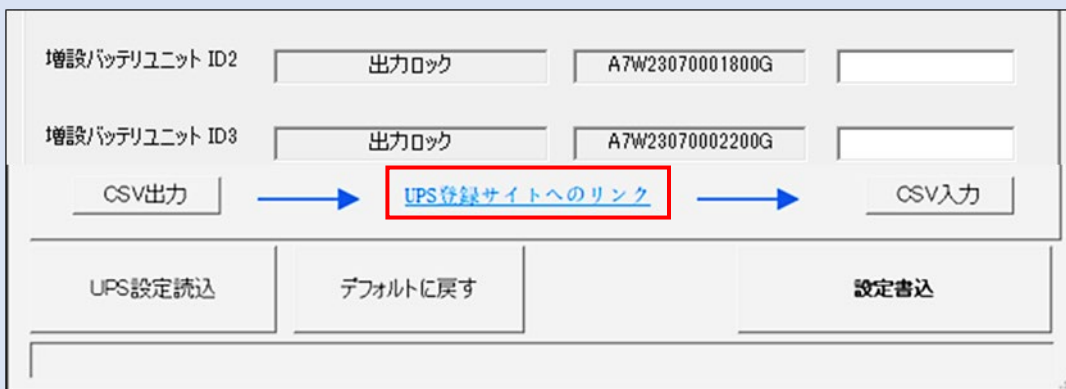 増設バッテリユニット ID2 出力ロック A7W23070001800G
増設バッテリユニット ID3 出力ロック A7W23070002200G
CSV出力 UPS登録サイトへのリンク CSV入力
UPS設定読込 デフォルトに戻す 設定書込